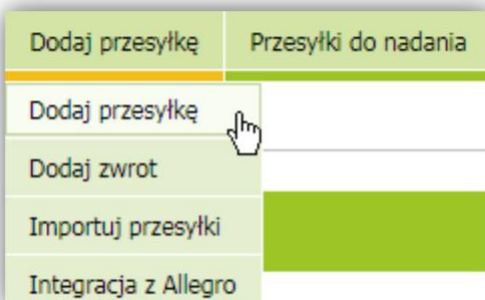 Dodaj przesyłkę Przesyłki do nadania
Dodaj przesyłkę
Dodaj zwrot
Importuj przesyłki
Integracja z Allegro